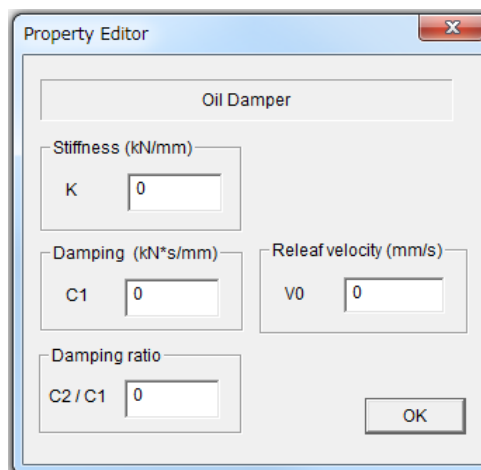 Property Editor
x
Oil Damper
Stiffness (kN/mm)
K 0
Damping (kN*s/mm)
C1 0
Releaf velocity (mm/s)
V0 0
Damping ratio
C2 / C1 0
OK